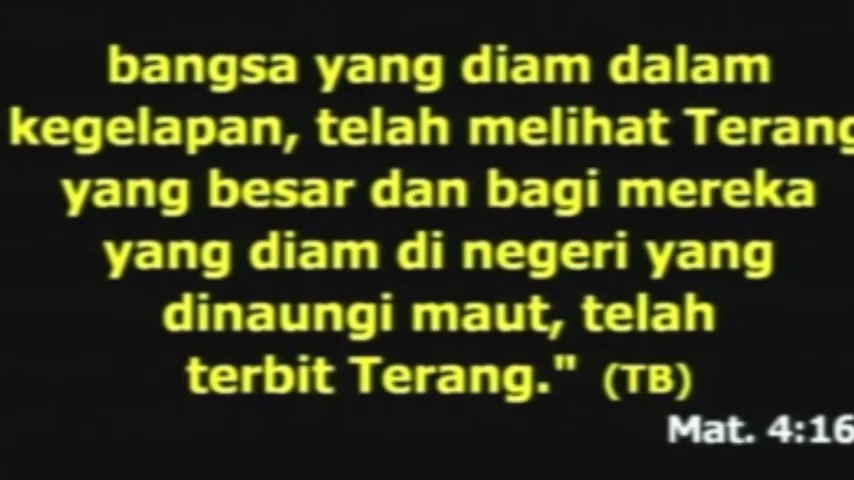 bangsa yang diam dalam
kegelapan, telah melihat Terang
yang besar dan bagi mereka
yang diam di negeri yang
dinaungi maut, telah
terbit Terang." (TB)
Mat. 4:16